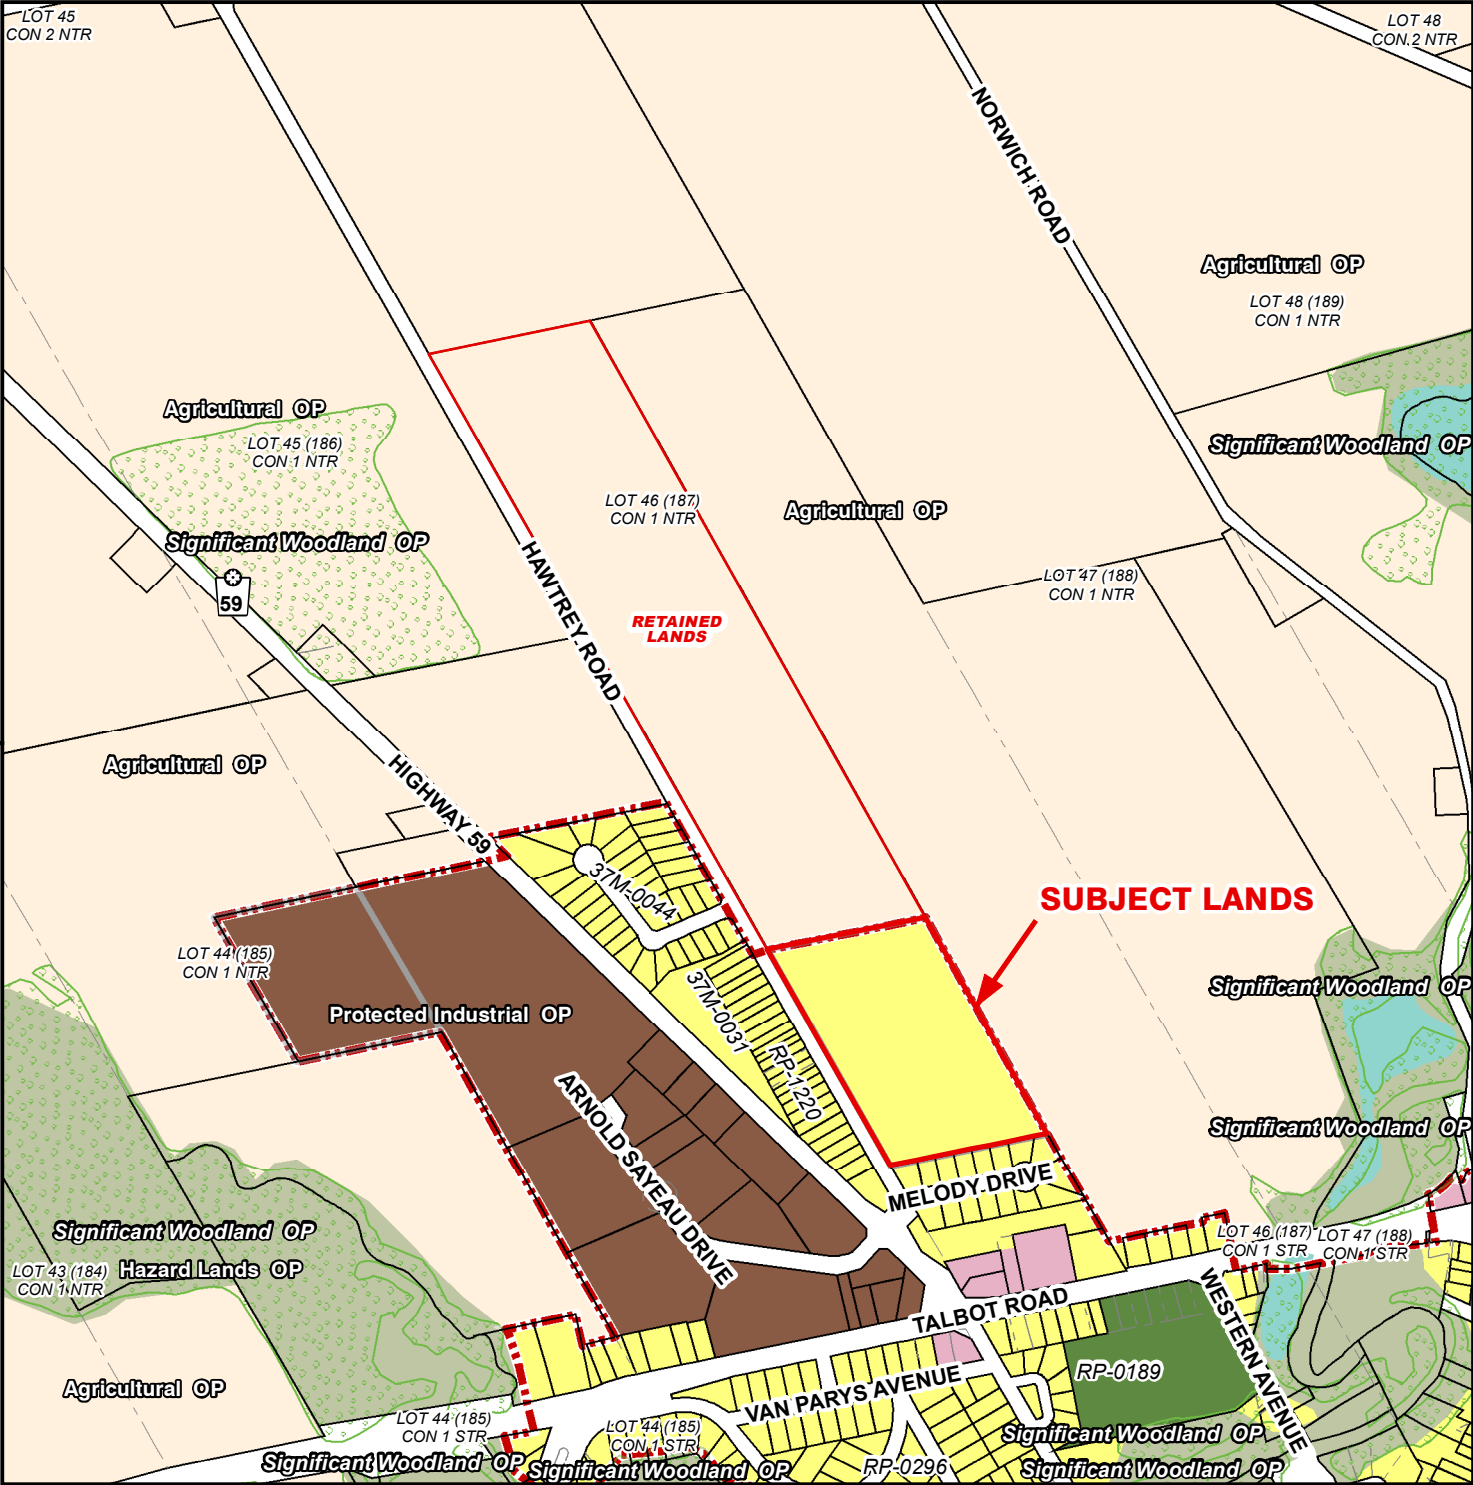 LOT 45
CON 2 NTR
LOT 48
CON 2 NTR
NORWICH ROAD
Agricultural OP
LOT 48 (189)
CON 1 NTR
Agricultural OP
LOT 45 (186)
CON 1 NTR
Significant Woodland OP
LOT 46 (187)
CON 1 NTR
Agricultural OP
Significant Woodland OP
59
HAWTREY ROAD
LOT 47 (188)
CON 1 NTR
RETAINED
LANDS
Agricultural OP
HIGHWAY 59
37M-0044
SUBJECT LANDS
LOT 44 (185)
CON 1 NTR
Protected Industrial OP
37M-0031
Significant Woodland OP
RP-1220
ARNOLD SAYEAU DRIVE
Significant Woodland OP
MELODY DRIVE
Significant Woodland OP
LOT 46 (187)
CON 1 STR
LOT 47 (188)
CON 1 STR
Hazard Lands OP
LOT 43 (184)
CON 1 NTR
TALBOT ROAD
WESTERN AVENUE
Agricultural OP
VAN PARYS AVENUE
RP-0189
LOT 44 (185)
CON 1 STR
LOT 44 (185)
CON 1 STR
Significant Woodland OP
Significant Woodland OP
Significant Woodland OP
RP-0296
Significant Woodland OP